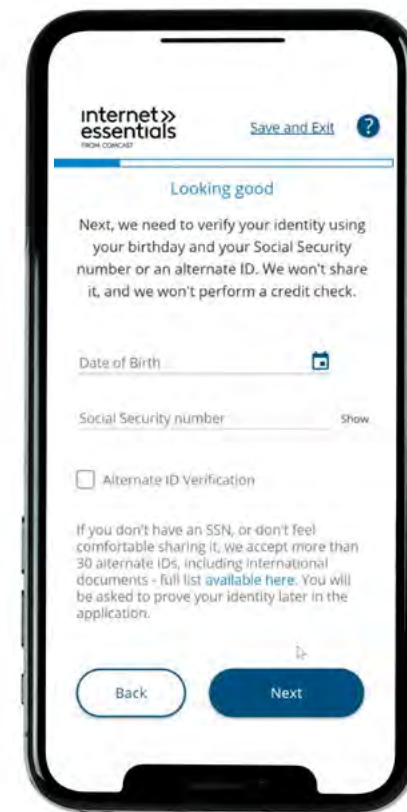 internet»
essentials
FROM COMCAST
Save and Exit ?
Looking good
Next, we need to verify your identity using
your birthday and your Social Security
number or an alternate ID. We won't share
it, and we won't perform a credit check.
Date of Birth
Social Security number Show
Alternate ID Verification
If you don't have an SSN, or don't feel
comfortable sharing it, we accept more than
30 alternate IDs, including international
documents - full list available here. You will
be asked to prove your identity later in the
application.
Back Next